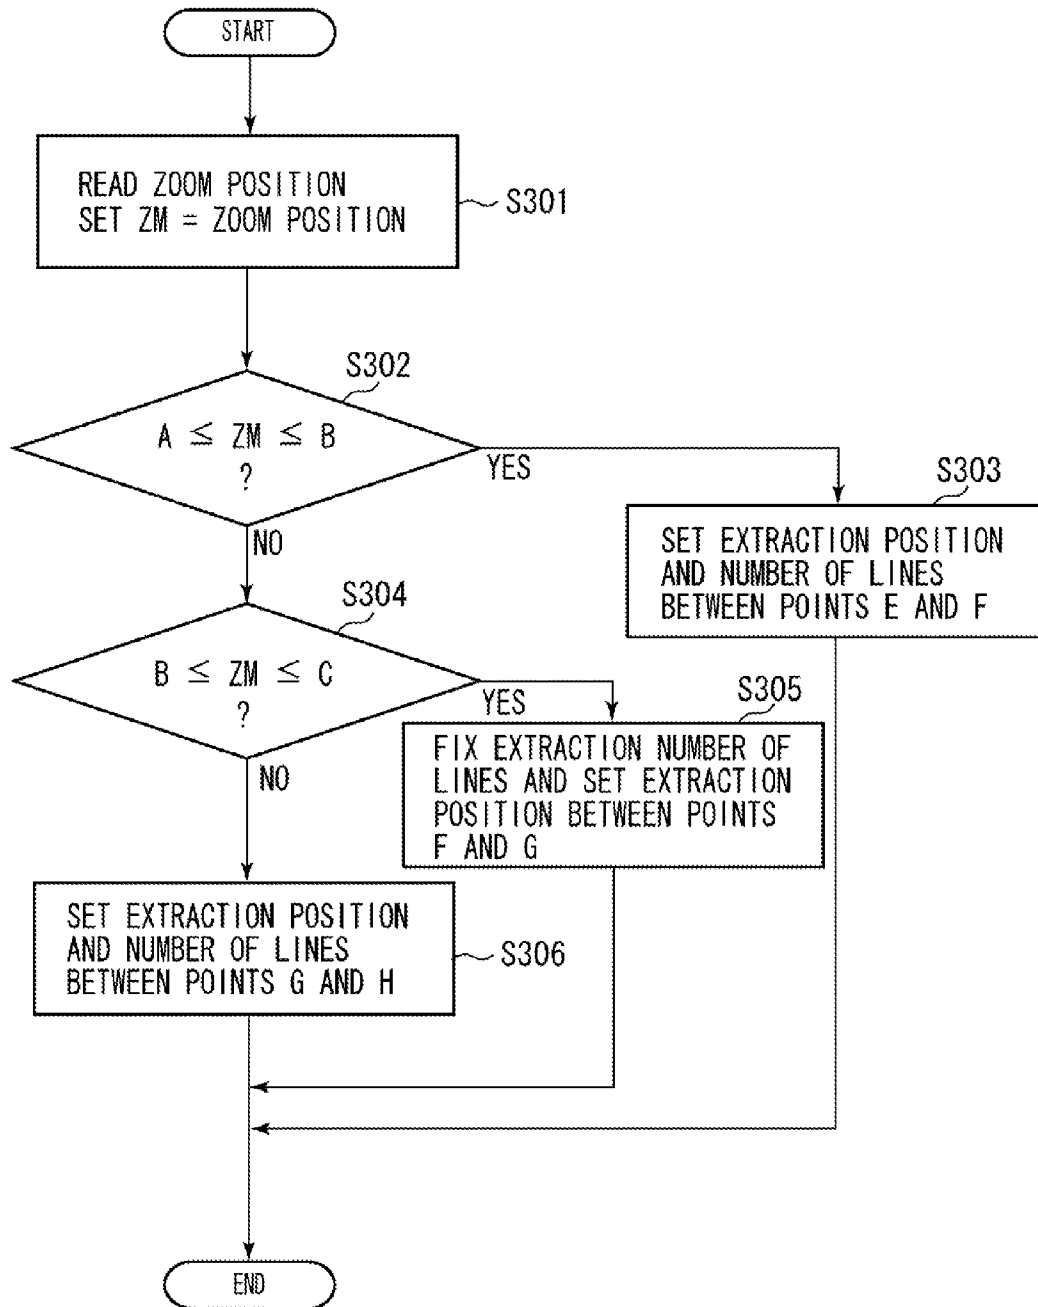 START
READ ZOOM POSITION
SET ZM = ZOOM POSITION
S301
S302
A ≦ ZM ≦ B
?
YES
NO
S303
SET EXTRACTION POSITION
AND NUMBER OF LINES
BETWEEN POINTS E AND F
S304
B ≦ ZM ≦ C
?
YES
NO
S305
FIX EXTRACTION NUMBER OF
LINES AND SET EXTRACTION
POSITION BETWEEN POINTS
F AND G
SET EXTRACTION POSITION
AND NUMBER OF LINES
BETWEEN POINTS G AND H
S306
END